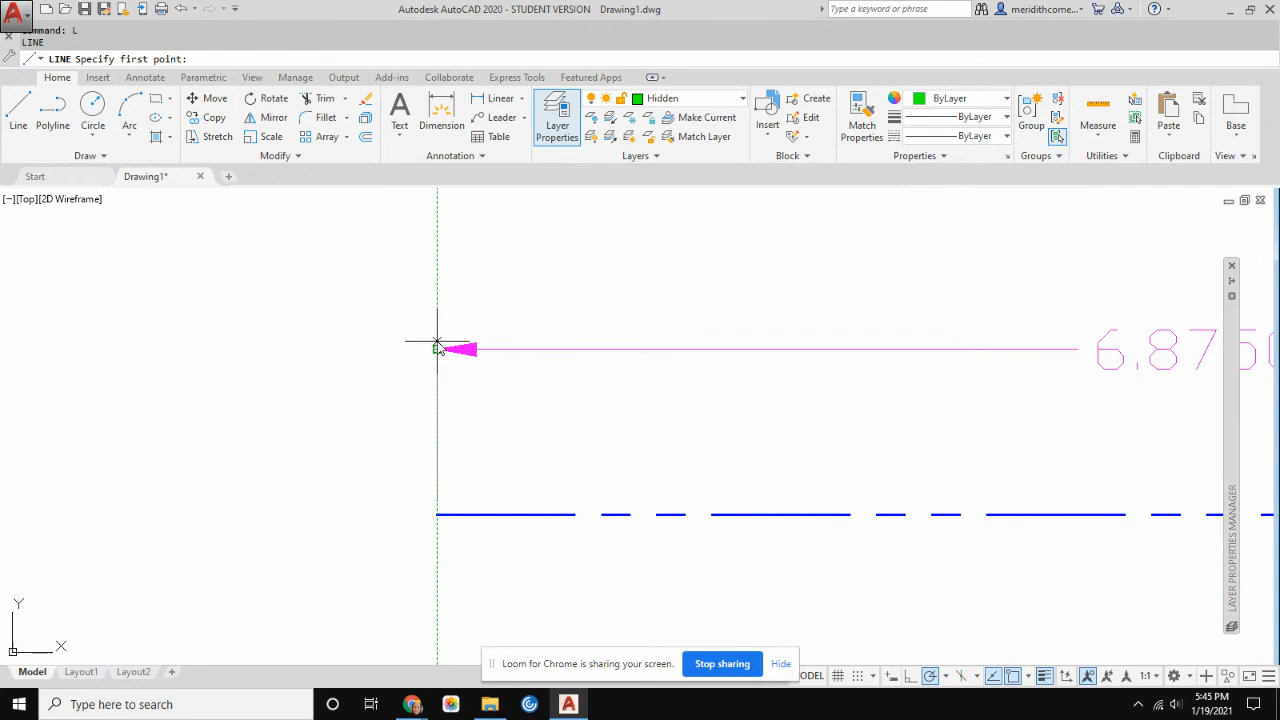 Autodesk AutoCAD 2020 - STUDENT VERSION Drawing1.dwg
Type a keyword or phrase
meridithcome...
Command: L
LINE
LINE Specify first point:
Home Insert Annotate Parametric View Manage Output Add-ins Collaborate Express Tools Featured Apps
Line Polyline Circle Arc
Move Rotate Trim
Copy Mirror Fillet
Stretch Scale Array
Text Dimension
Linear
Leader
Table
Layer Properties
Hidden
Make Current
Match Layer
Insert
Create
Edit
Match Properties
ByLayer
ByLayer
ByLayer
Group
Measure
Paste
Base
Draw Modify Annotation Layers Block Properties Groups Utilities Clipboard View
Start Drawing1*
[−][Top][2D Wireframe]
6.8750
LAYER PROPERTIES MANAGER
Y
X
Loom for Chrome is sharing your screen. Stop sharing Hide
Model Layout1 Layout2
MODEL
1:1
Type here to search
5:45 PM
1/19/2021